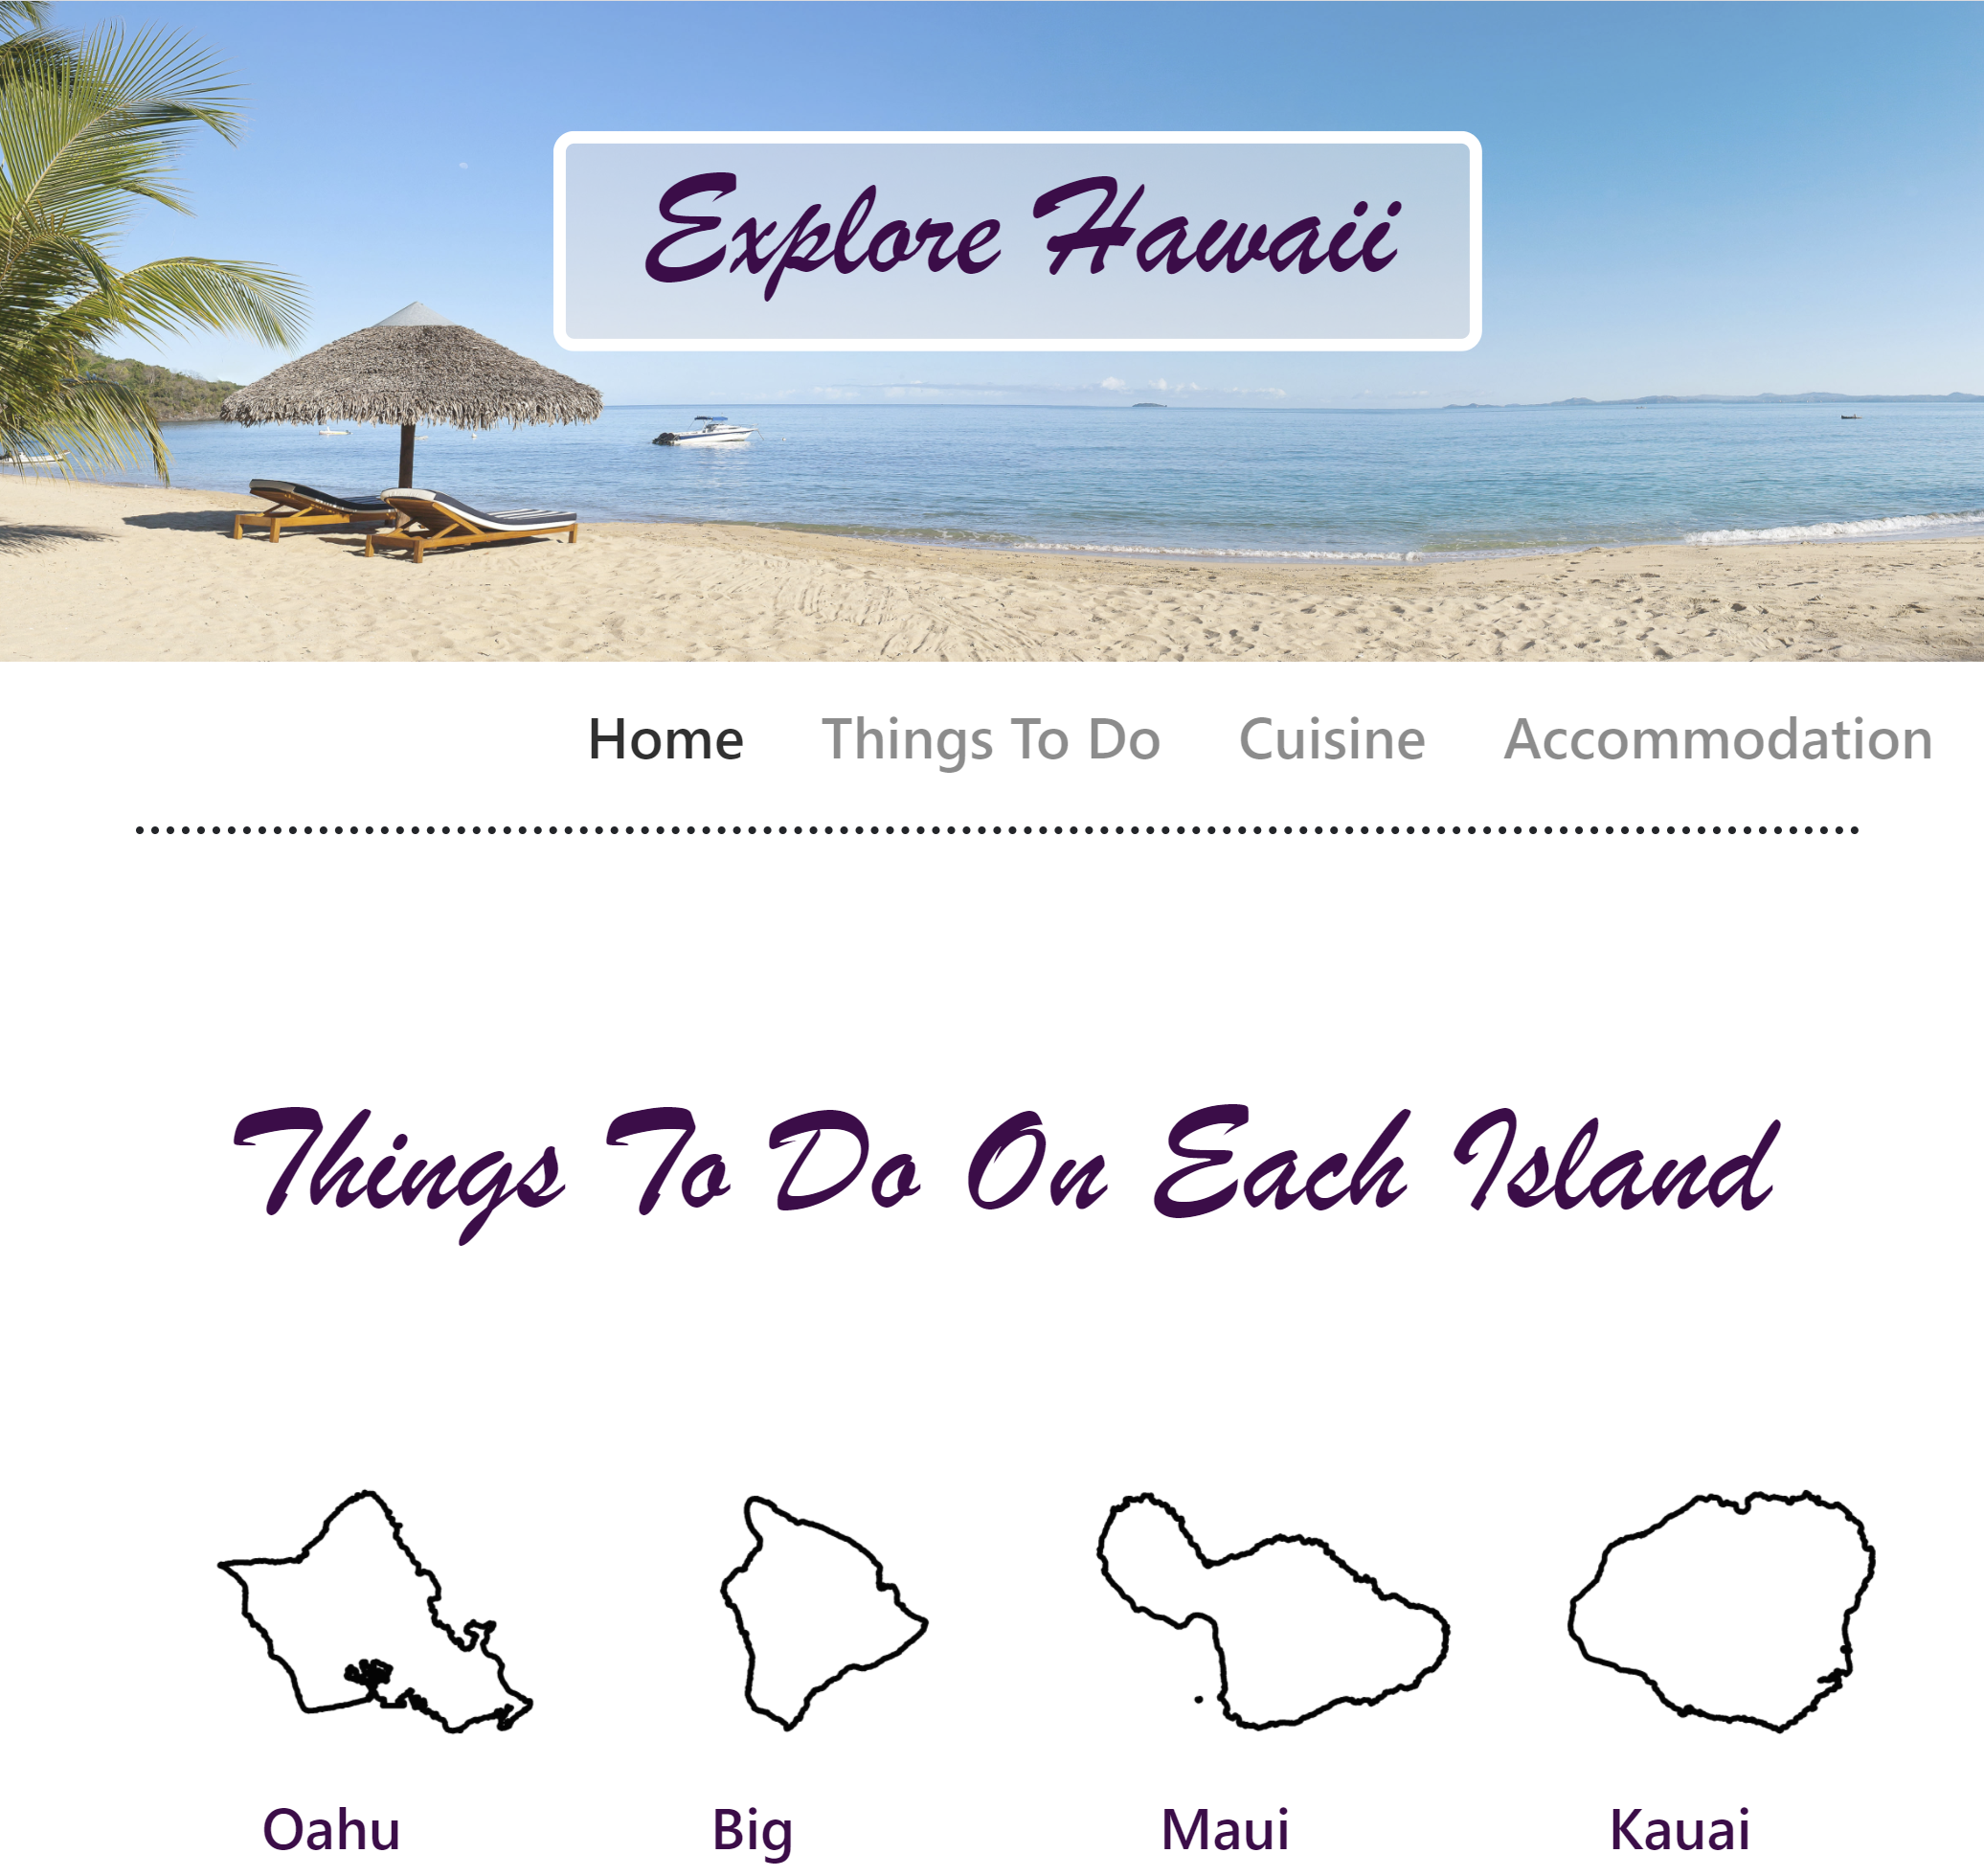 Explore Hawaii
Home Things To Do Cuisine Accommodation
Things To Do On Each Island
Oahu Big Maui Kauai